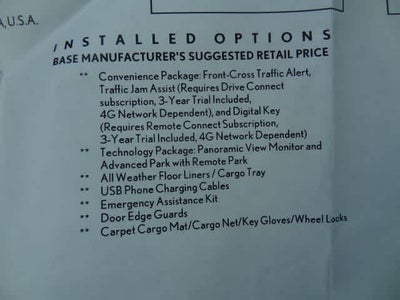 A,U.S.A.
INSTALLED OPTIONS
BASE MANUFACTURER'S SUGGESTED RETAIL PRICE
** Convenience Package: Front-Cross Traffic Alert,
Traffic Jam Assist (Requires Drive Connect
subscription, 3-Year Trial Included,
4G Network Dependent), and Digital Key
(Requires Remote Connect Subscription,
3-Year Trial Included, 4G Network Dependent)
** Technology Package: Panoramic View Monitor and
Advanced Park with Remote Park
** All Weather Floor Liners / Cargo Tray
** USB Phone Charging Cables
** Emergency Assistance Kit
** Door Edge Guards
** Carpet Cargo Mat/Cargo Net/Key Gloves/Wheel Locks